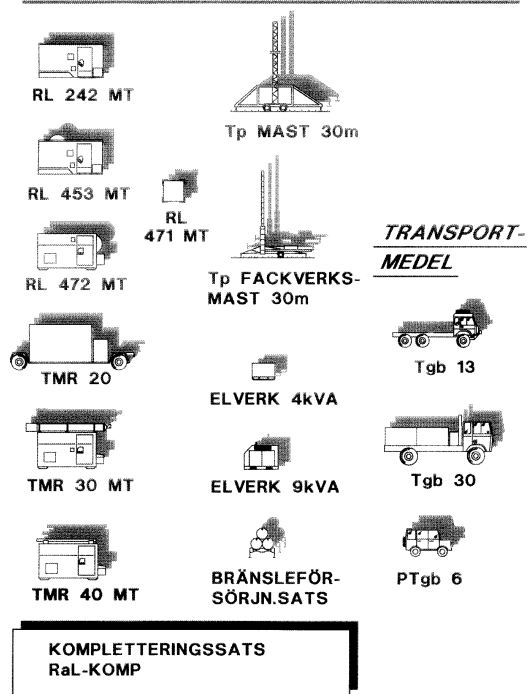 RL 242 MT
RL 453 MT
RL 472 MT
TMR 20
TMR 30 MT
TMR 40 MT
RL
471 MT
Tp MAST 30m
Tp FACKVERKS-
MAST 30m
ELVERK 4kVA
ELVERK 9kVA
BRÄNSLEFÖR-
SÖRJN.SATS
TRANSPORT-
MEDEL
Tgb 13
Tgb 30
PTgb 6
KOMPLETTERINGSSATS
RaL-KOMP